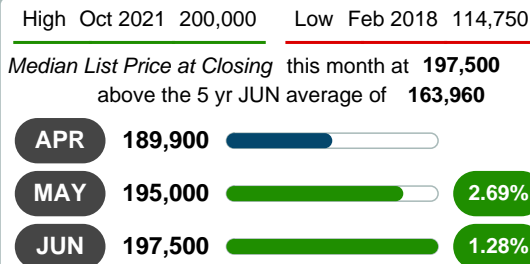 High Oct 2021 200,000 Low Feb 2018 114,750
Median List Price at Closing this month at 197,500
above the 5 yr JUN average of 163,960
APR 189,900
MAY 195,000 2.69%
JUN 197,500 1.28%